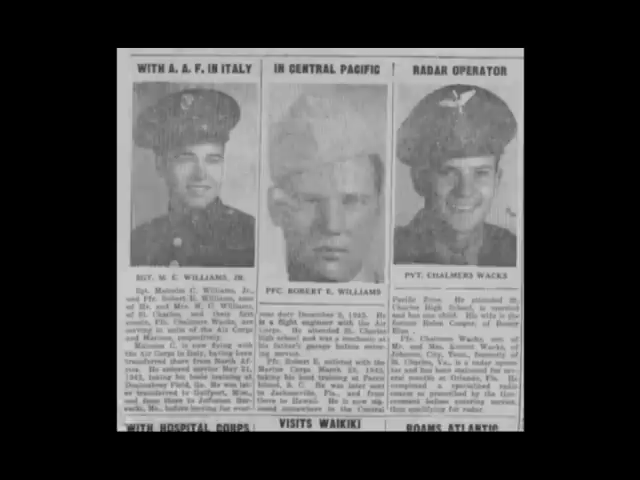 WITH A. A. F. IN ITALY
SGT. M. C. WILLIAMS, JR.
Sgt. Malcolm C. Williams, Jr.,
and Pfc. Robert E. Williams, sons
of Mr. and Mrs. M. C. Williams,
of St. Charles, and their first
cousin, Chalmers Wacks, are
serving in units of the Air Corps
and Marines, respectively.
Malcolm C. is now flying with
the Air Corps in Italy, having been
transferred there from North Af-
rica. He entered service May 21,
1942, taking his basic training at
Field, Ga. He was lat-
er transferred to Gulfport, Miss.,
and from there to Jefferson Bar-
racks, Mo., before leaving for over-
WITH HOSPITAL CORPS
IN CENTRAL PACIFIC
PFC. ROBERT E. WILLIAMS
seas duty December 2, 1943. He
is a flight engineer with the Air
Corps. He attended St. Charles
high school and was a mechanic at
his father's garage before enter-
ing service.
Pfc. Robert E. enlisted with the
Marine Corps March 1943,
taking his boot training at Parris
Island, S. C. He was later sent
to Jacksonville, Fla., and from
there to Hawaii. He is now sta-
tioned somewhere in the Central
VISITS WAIKIKI
RADAR OPERATOR
PVT. CHALMERS WACKS
Pacific Zone. He attended St.
Charles High School, is married
and has one child. His wife is the
former Helen Cooper, of
Pfc. Chalmers Wacks, son of
Mr. and Mrs. Wacks, of
Johnson City, Tenn., formerly of
St. Charles, Va., is a radar opera-
tor and has been stationed for sev-
eral months at Orlando, Fla. He
completed a specialized radio
course as prescribed by the Gov-
ernment before entering service,
thus qualifying for radar.
ROAMS ATLANTIC